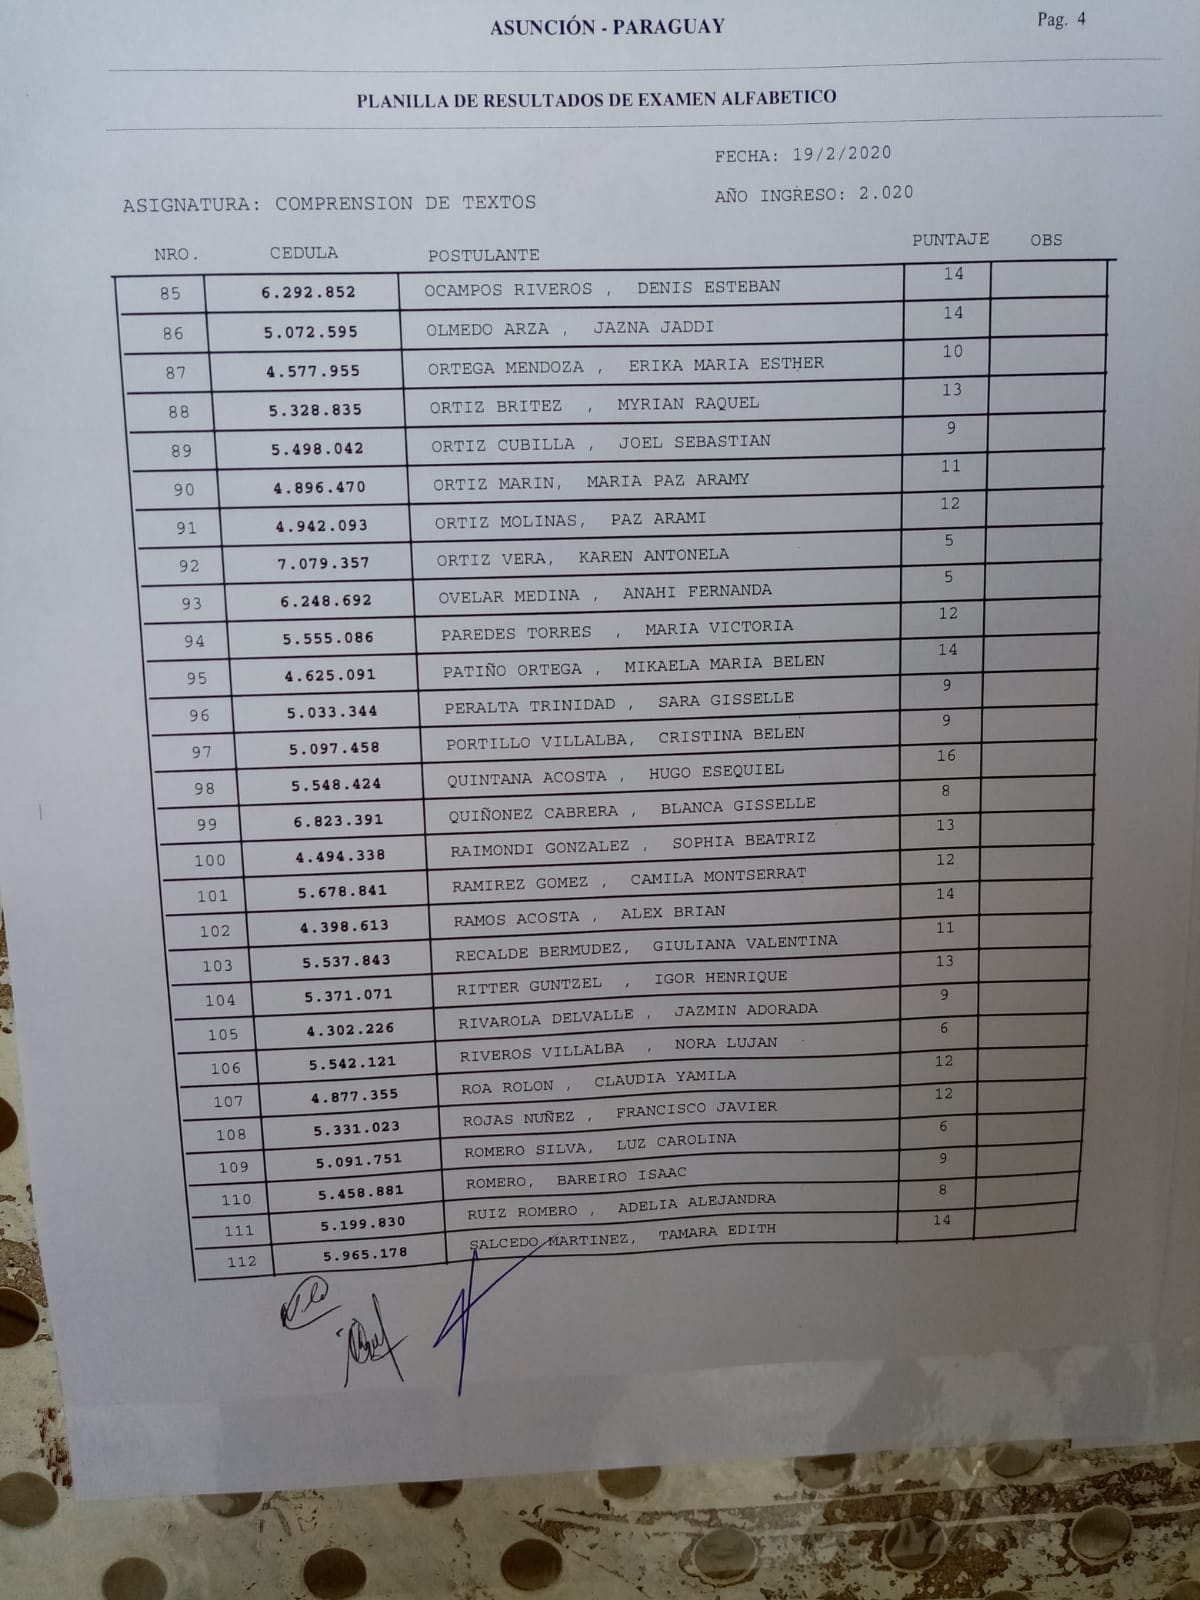 ASUNCIÓN - PARAGUAY
Pag. 4
PLANILLA DE RESULTADOS DE EXAMEN ALFABETICO
FECHA: 19/2/2020
ASIGNATURA: COMPRENSION DE TEXTOS
AÑO INGRESO: 2.020
NRO. CEDULA POSTULANTE PUNTAJE OBS
85 6.292.852 OCAMPOS RIVEROS , DENIS ESTEBAN 14
86 5.072.595 OLMEDO ARZA , JAZNA JADDI 14
87 4.577.955 ORTEGA MENDOZA , ERIKA MARIA ESTHER 10
88 5.328.835 ORTIZ BRITEZ , MYRIAN RAQUEL 13
89 5.498.042 ORTIZ CUBILLA , JOEL SEBASTIAN 9
90 4.896.470 ORTIZ MARIN, MARIA PAZ ARAMY 11
91 4.942.093 ORTIZ MOLINAS, PAZ ARAMI 12
92 7.079.357 ORTIZ VERA, KAREN ANTONELA 5
93 6.248.692 OVELAR MEDINA , ANAHI FERNANDA 5
94 5.555.086 PAREDES TORRES , MARIA VICTORIA 12
95 4.625.091 PATIÑO ORTEGA , MIKAELA MARIA BELEN 14
96 5.033.344 PERALTA TRINIDAD , SARA GISSELLE 9
97 5.097.458 PORTILLO VILLALBA, CRISTINA BELEN 9
98 5.548.424 QUINTANA ACOSTA , HUGO ESEQUIEL 16
99 6.823.391 QUIÑONEZ CABRERA , BLANCA GISSELLE 8
100 4.494.338 RAIMONDI GONZALEZ , SOPHIA BEATRIZ 13
101 5.678.841 RAMIREZ GOMEZ , CAMILA MONTSERRAT 12
102 4.398.613 RAMOS ACOSTA , ALEX BRIAN 14
103 5.537.843 RECALDE BERMUDEZ, GIULIANA VALENTINA 11
104 5.371.071 RITTER GUNTZEL , IGOR HENRIQUE 13
105 4.302.226 RIVAROLA DELVALLE , JAZMIN ADORADA 9
106 5.542.121 RIVEROS VILLALBA , NORA LUJAN 6
107 4.877.355 ROA ROLON , CLAUDIA YAMILA 12
108 5.331.023 ROJAS NUÑEZ , FRANCISCO JAVIER 12
109 5.091.751 ROMERO SILVA, LUZ CAROLINA 6
110 5.458.881 ROMERO, BAREIRO ISAAC 9
111 5.199.830 RUIZ ROMERO , ADELIA ALEJANDRA 8
112 5.965.178 SALCEDO MARTINEZ, TAMARA EDITH 14